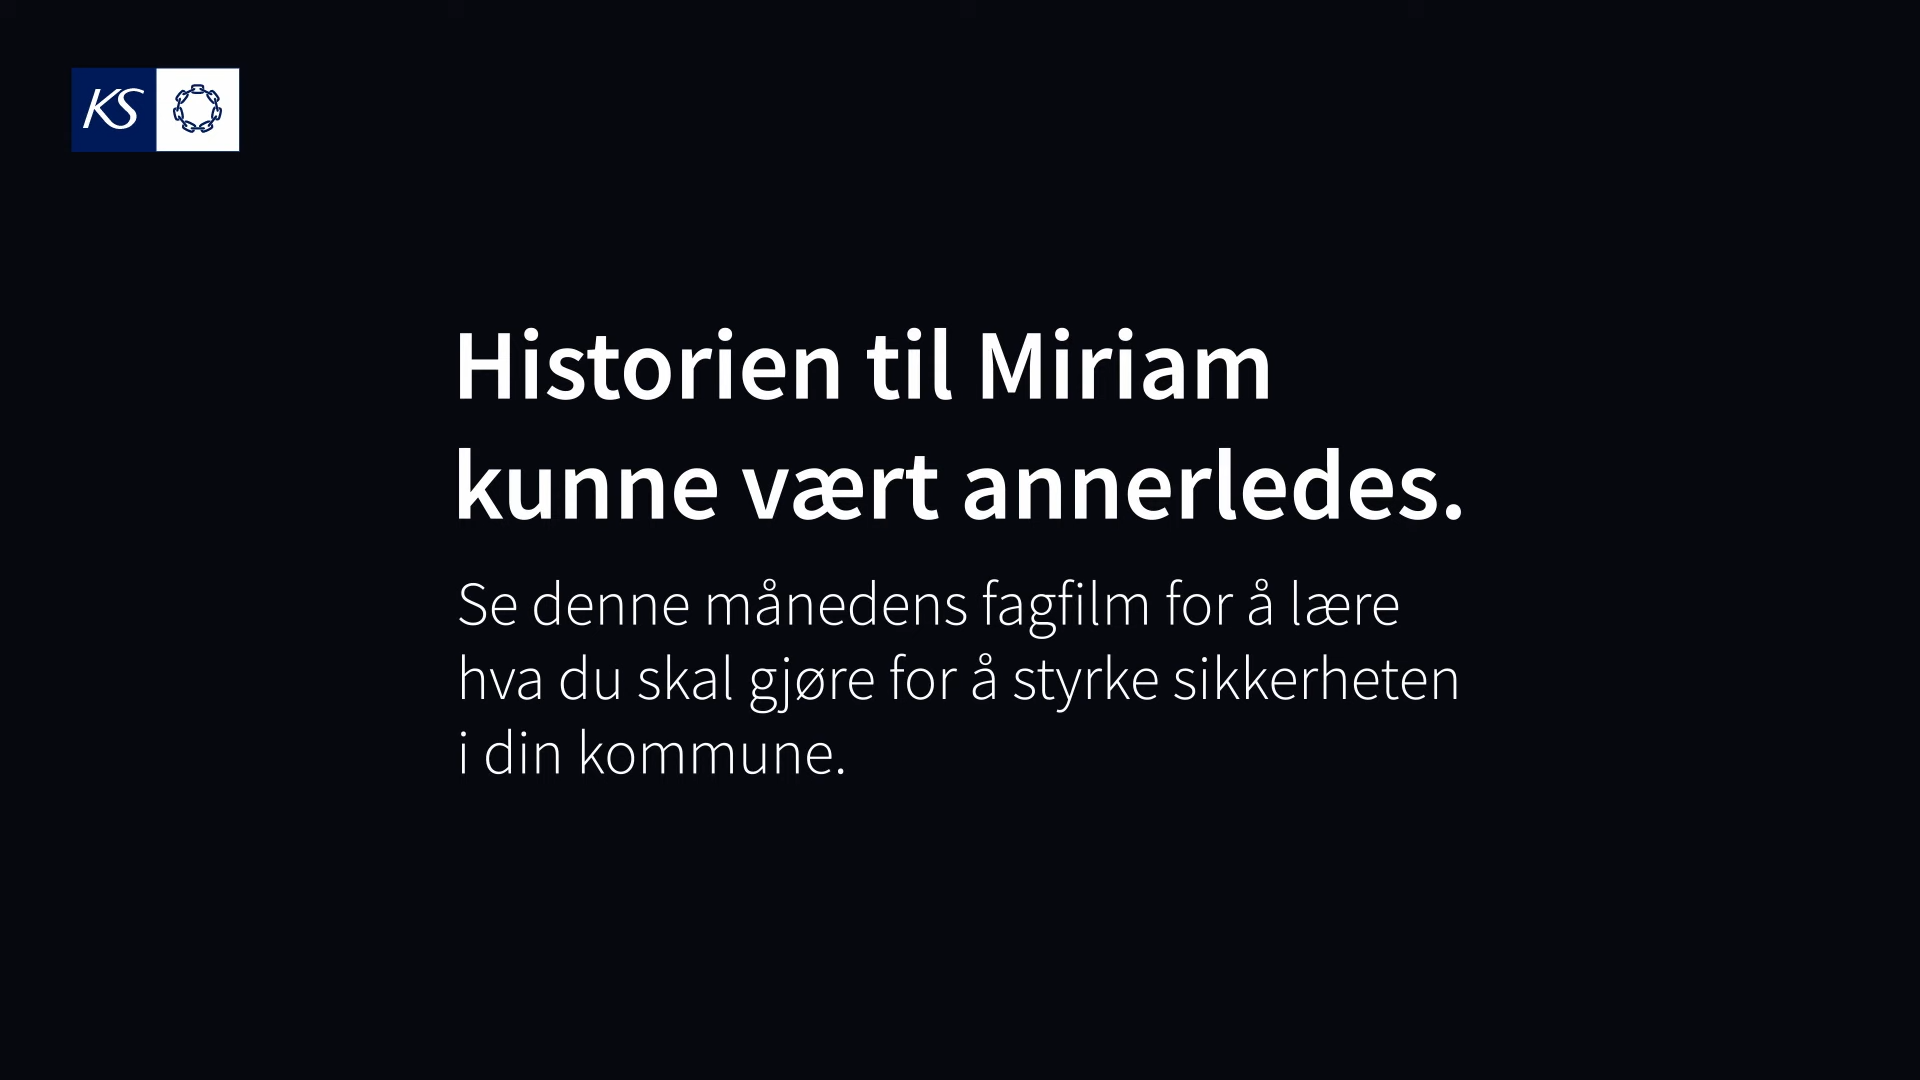 KS
Historien til Miriam
kunne vært annerledes.
Se denne månedens fagfilm for å lære
hva du skal gjøre for å styrke sikkerheten
i din kommune.